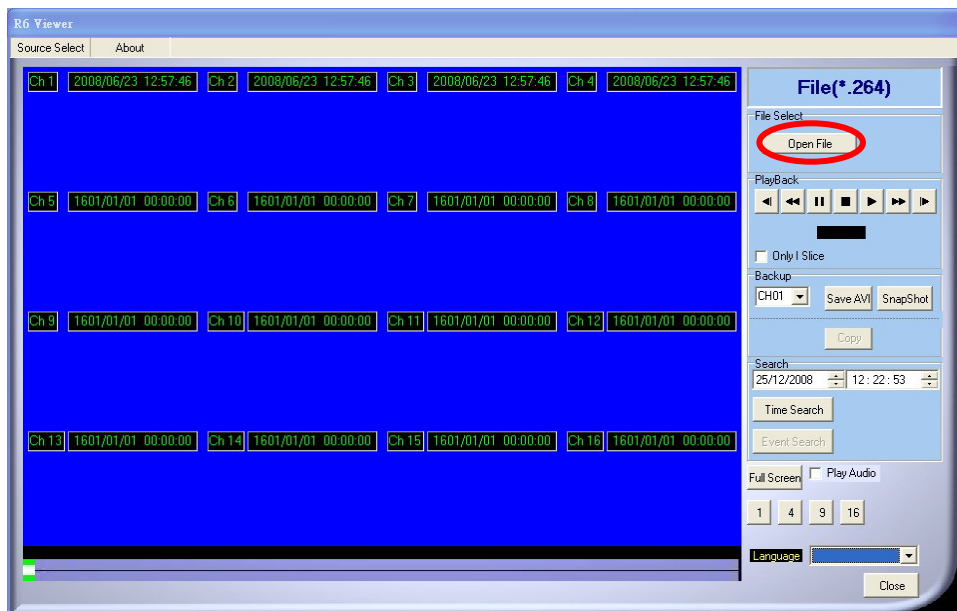 R6 Viewer
Source Select About
Ch 1 2008/06/23 12:57:46 Ch 2 2008/06/23 12:57:46 Ch 3 2008/06/23 12:57:46 Ch 4 2008/06/23 12:57:46
Ch 5 1601/01/01 00:00:00 Ch 6 1601/01/01 00:00:00 Ch 7 1601/01/01 00:00:00 Ch 8 1601/01/01 00:00:00
Ch 9 1601/01/01 00:00:00 Ch 10 1601/01/01 00:00:00 Ch 11 1601/01/01 00:00:00 Ch 12 1601/01/01 00:00:00
Ch 13 1601/01/01 00:00:00 Ch 14 1601/01/01 00:00:00 Ch 15 1601/01/01 00:00:00 Ch 16 1601/01/01 00:00:00
File(*.264)
File Select
Open File
PlayBack
Only I Slice
Backup
CH01 Save AVI SnapShot
Copy
Search
25/12/2008 12:22:53
Time Search
Event Search
Full Screen Play Audio
1 4 9 16
Language
Close